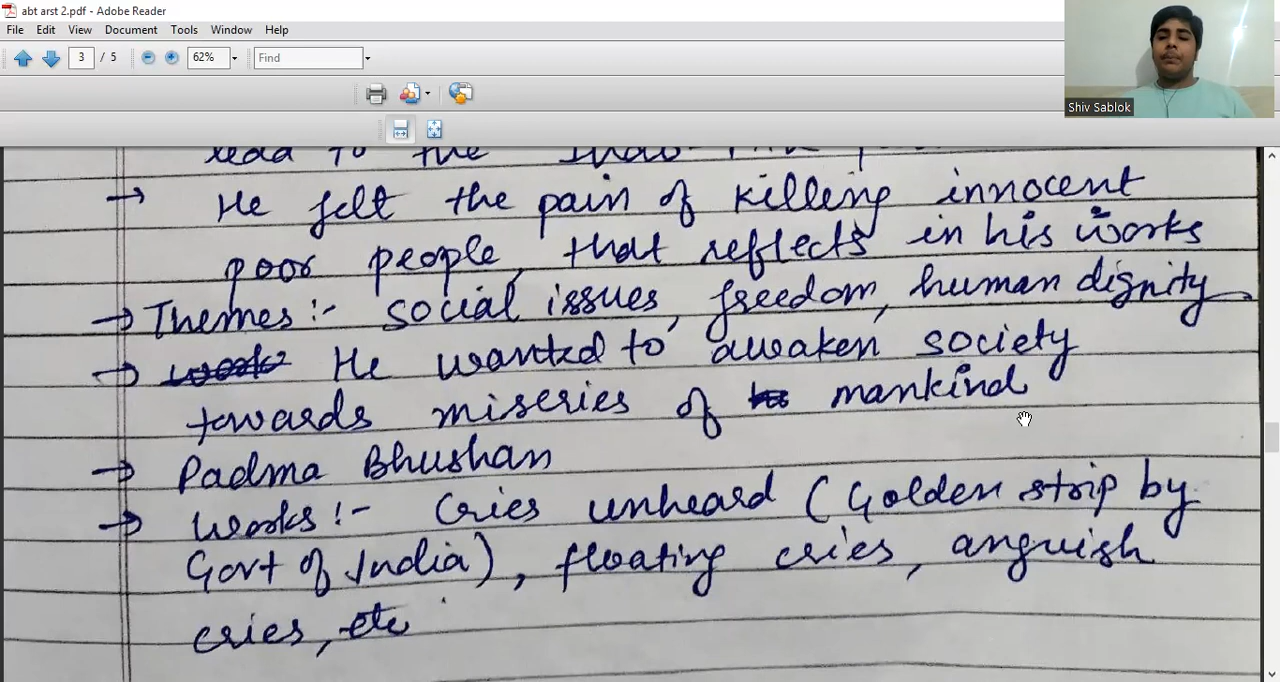 abt arst 2.pdf - Adobe Reader
File Edit View Document Tools Window Help
3 / 5 62% Find
Shiv Sablok
lead to the
→ He felt the pain of killing innocent
poor people, that reflects in his works
→ Themes:- social issues, freedom, human dignity
→ He wanted to awaken society
towards miseries of mankind
→ Padma Bhushan
→ Works:- Cries unheard (Golden strip by
Govt of India), floating cries, anguish
cries, etc